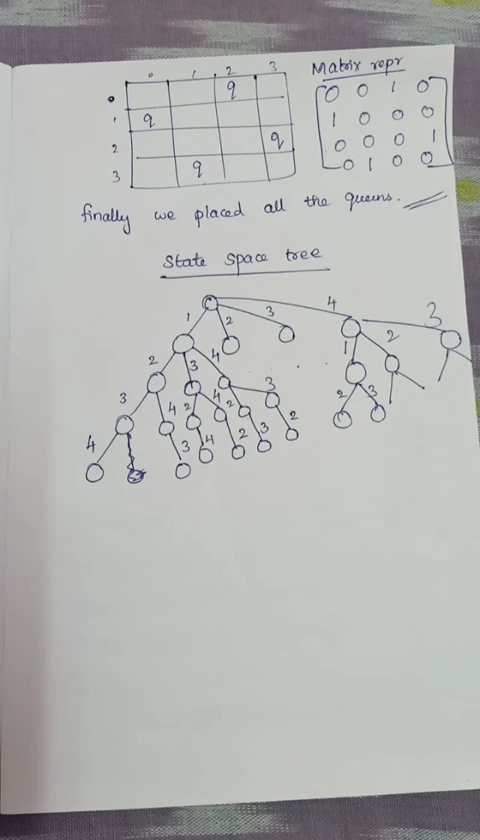 0 1 2 3
0 q
1 q
2 q
3 q
Matrix repr
0 0 1 0
1 0 0 0
0 0 0 1
0 1 0 0
finally we placed all the queens.
State space tree
1 2 3 4 3
2 3 4 1 2
3 4 2 4 2 3 2 3
4 3 4 2 3 2